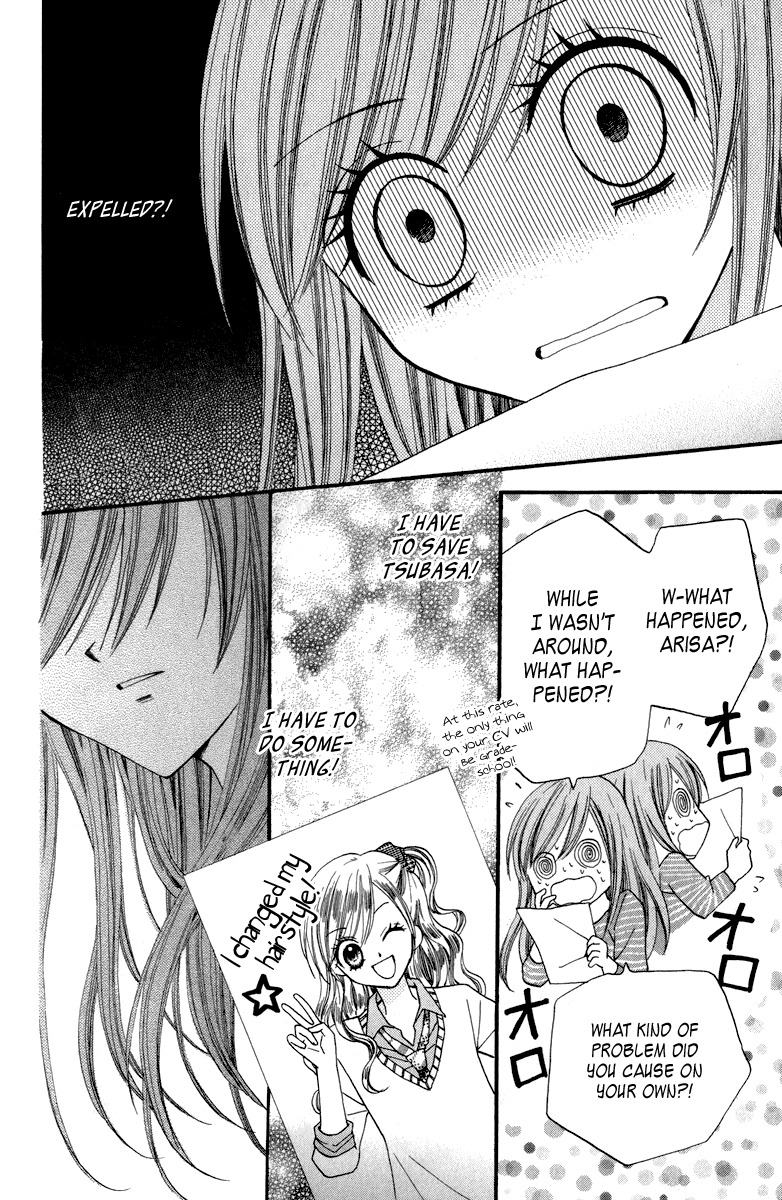 EXPELLED?!
W-WHAT
HAPPENED,
ARISA?!
WHILE
I WASN'T
AROUND,
WHAT HAP-
PENED?!
オロ
オロ
オロ
At this rate,
the only thing
on your CV will
be grade-
school!
WHAT KIND OF
PROBLEM DID
YOU CAUSE ON
YOUR OWN?!
I HAVE
TO SAVE
TSUBASA!
I HAVE TO
DO SOME-
THING!
I changed my
hair style!